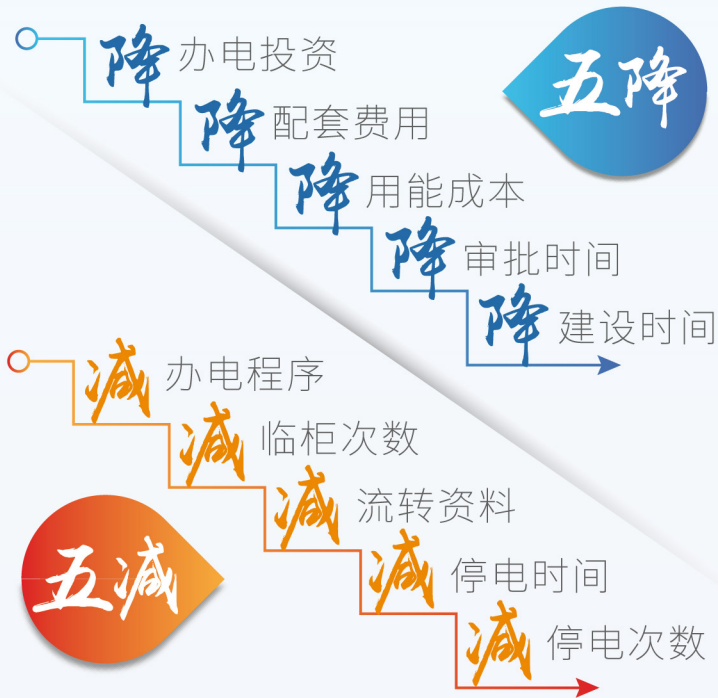 五降
降办电投资
降配套费用
降用能成本
降审批时间
降建设时间
五减
减办电程序
减临柜次数
减流转资料
减停电时间
减停电次数